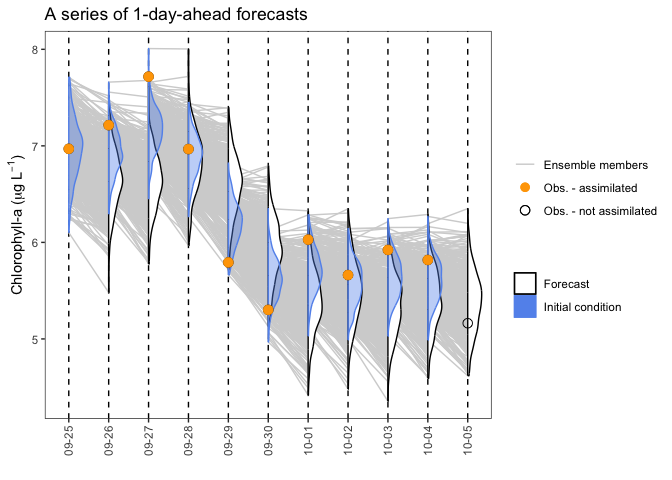 A series of 1-day-ahead forecasts
Chlorophyll-a (μg L⁻¹)
8
7
6
5
09-25
09-26
09-27
09-28
09-29
09-30
10-01
10-02
10-03
10-04
10-05
Ensemble members
Obs. - assimilated
Obs. - not assimilated
Forecast
Initial condition